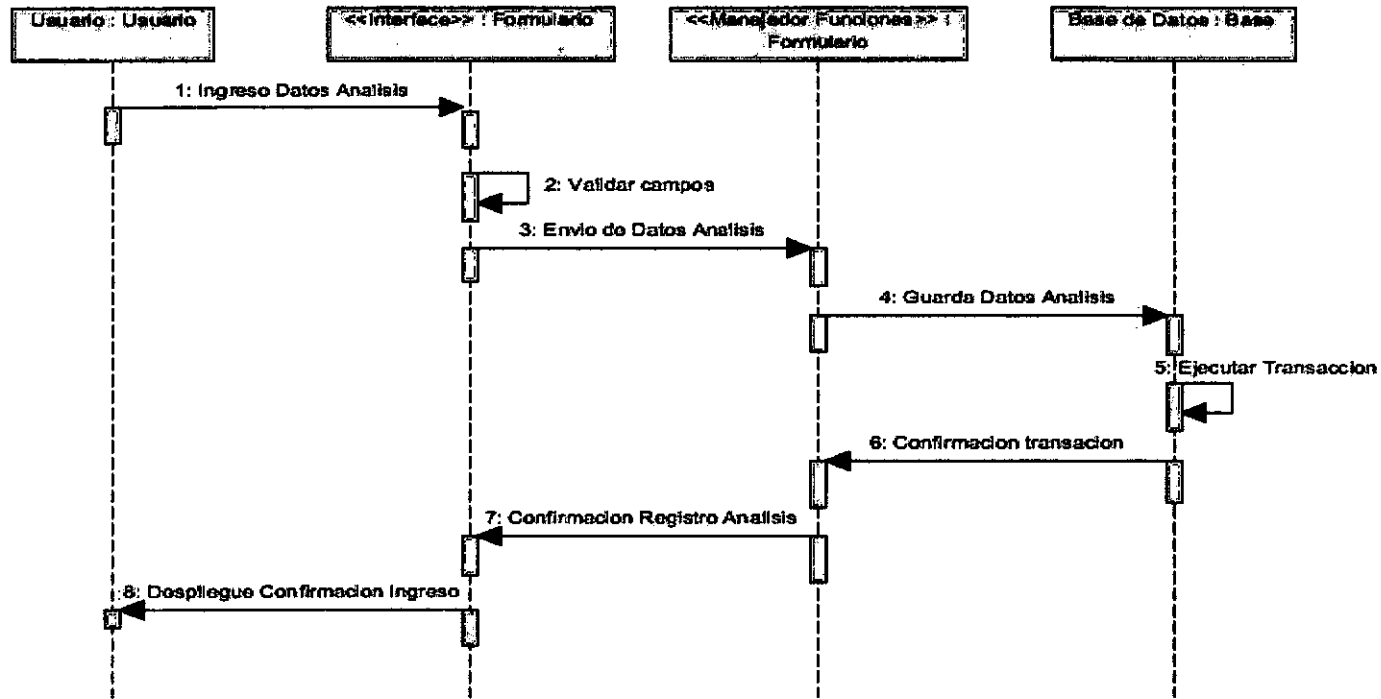 Usuario : Usuario
<<Interface>> : Formulario
<<Manejador Funciones>> :
Formulario
Base de Datos : Base
1: Ingreso Datos Analisis
2: Validar campos
3: Envio de Datos Analisis
4: Guarda Datos Analisis
5: Ejecutar Transaccion
6: Confirmacion transacion
7: Confirmacion Registro Analisis
8: Despliegue Confirmacion Ingreso